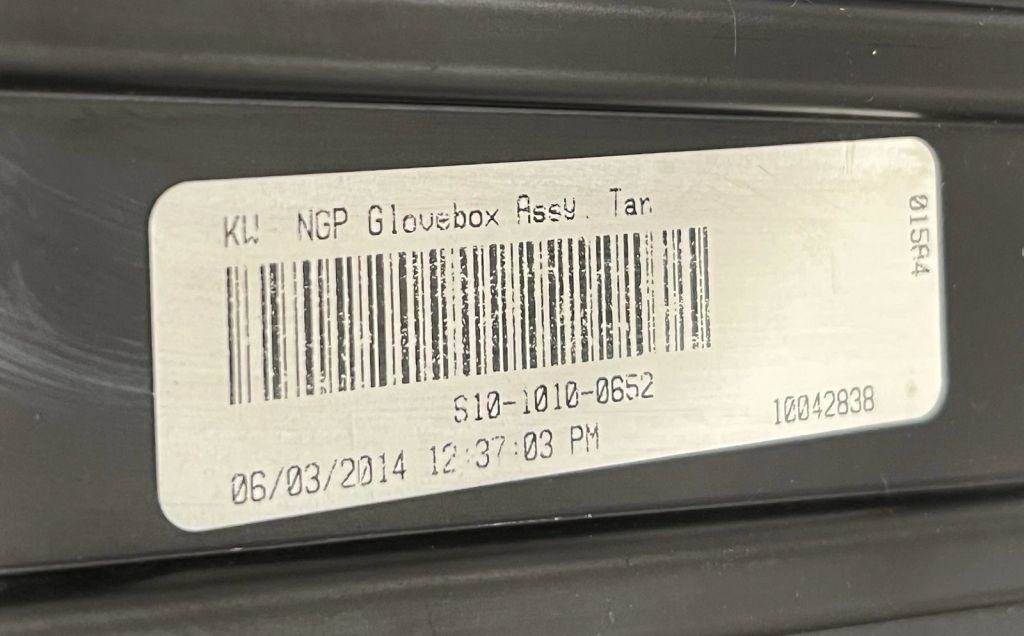 KW NGP Glovebox Assy, Tan
S10-1010-0652
06/03/2014 12:37:03 PM
10042838
015A4